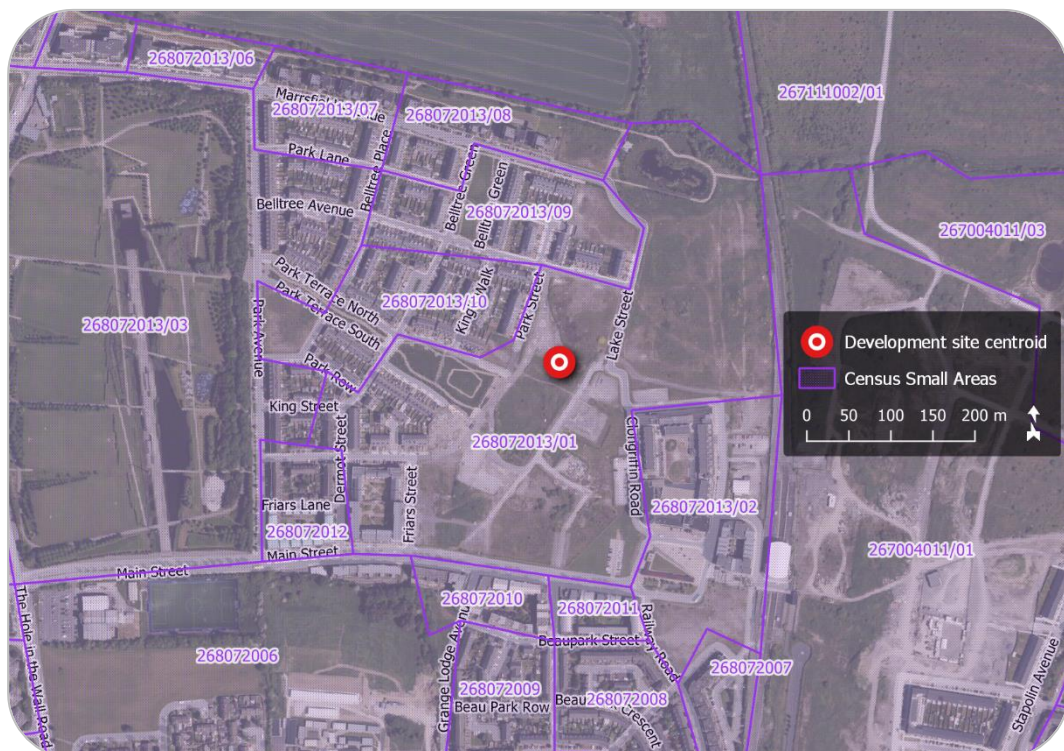 268072013/06
Marrsfield Avenue
268072013/07
268072013/08
267111002/01
Park Lane
Belltree Place
Belltree Green
Belltree Green
Belltree Avenue
268072013/09
267004011/03
Park Terrace North
Park Terrace South
268072013/10
King Walk
Park Street
Lake Street
268072013/03
Park Avenue
Development site centroid
Census Small Areas
0 50 100 150 200 m
Park Row
King Street
268072013/01
Dermot Street
Friars Street
Clongriffin Road
268072013/02
Friars Lane
268072012
Main Street
Main Street
267004011/01
The Hole in the Wall Road
268072010
268072011
Railway Road
Beaupark Street
268072006
Grange Lodge Avenue
268072007
268072009
268072008
Beau Park Row
Crescent
Stapolin Avenue